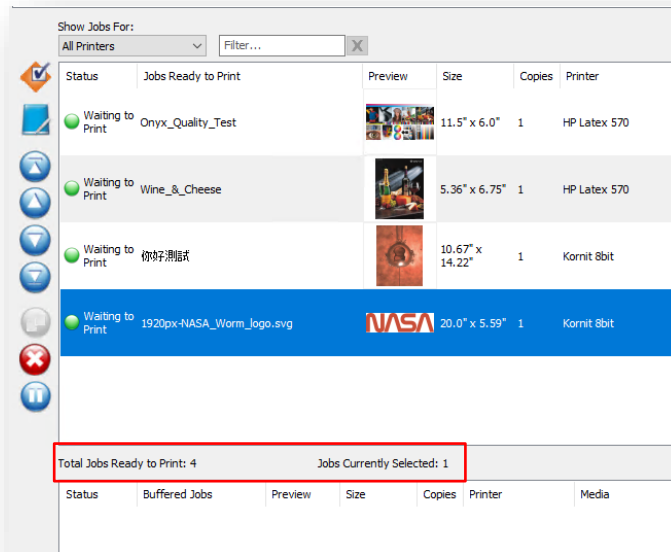 Show Jobs For:
All Printers Filter... X
Status Jobs Ready to Print Preview Size Copies Printer
Waiting to Print Onyx_Quality_Test 11.5" x 6.0" 1 HP Latex 570
Waiting to Print Wine_&_Cheese 5.36" x 6.75" 1 HP Latex 570
Waiting to Print 你好測試 10.67" x 14.22" 1 Kornit 8bit
Waiting to Print 1920px-NASA_Worm_logo.svg NASA 20.0" x 5.59" 1 Kornit 8bit
Total Jobs Ready to Print: 4 Jobs Currently Selected: 1
Status Buffered Jobs Preview Size Copies Printer Media